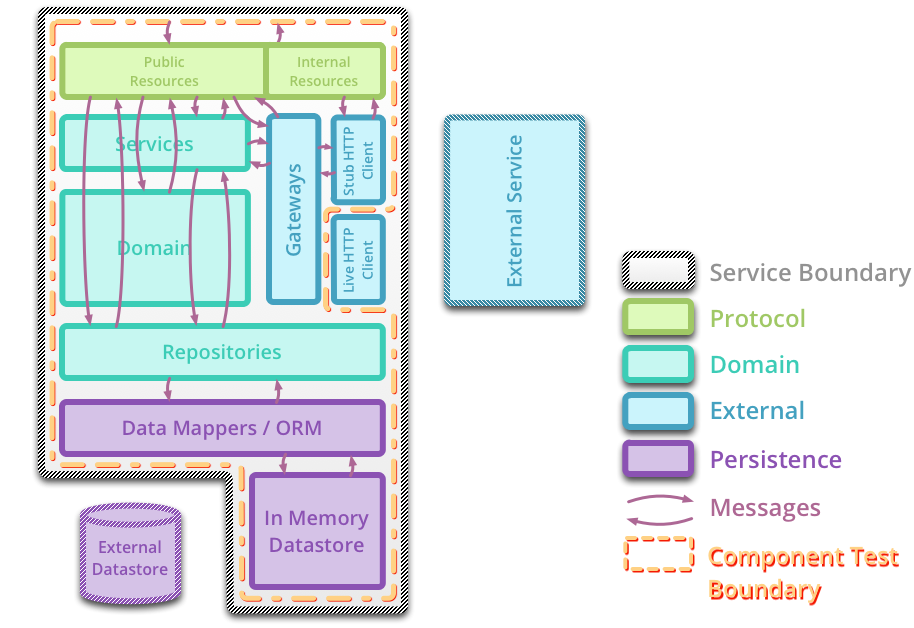 Public
Resources
Internal
Resources
Services
Stub HTTP
Client
Gateways
Domain
Live HTTP
Client
Repositories
Data Mappers / ORM
In Memory
Datastore
External
Datastore
External Service
Service Boundary
Protocol
Domain
External
Persistence
Messages
Component Test
Boundary